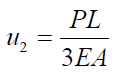 u₂ = PL / 3EA